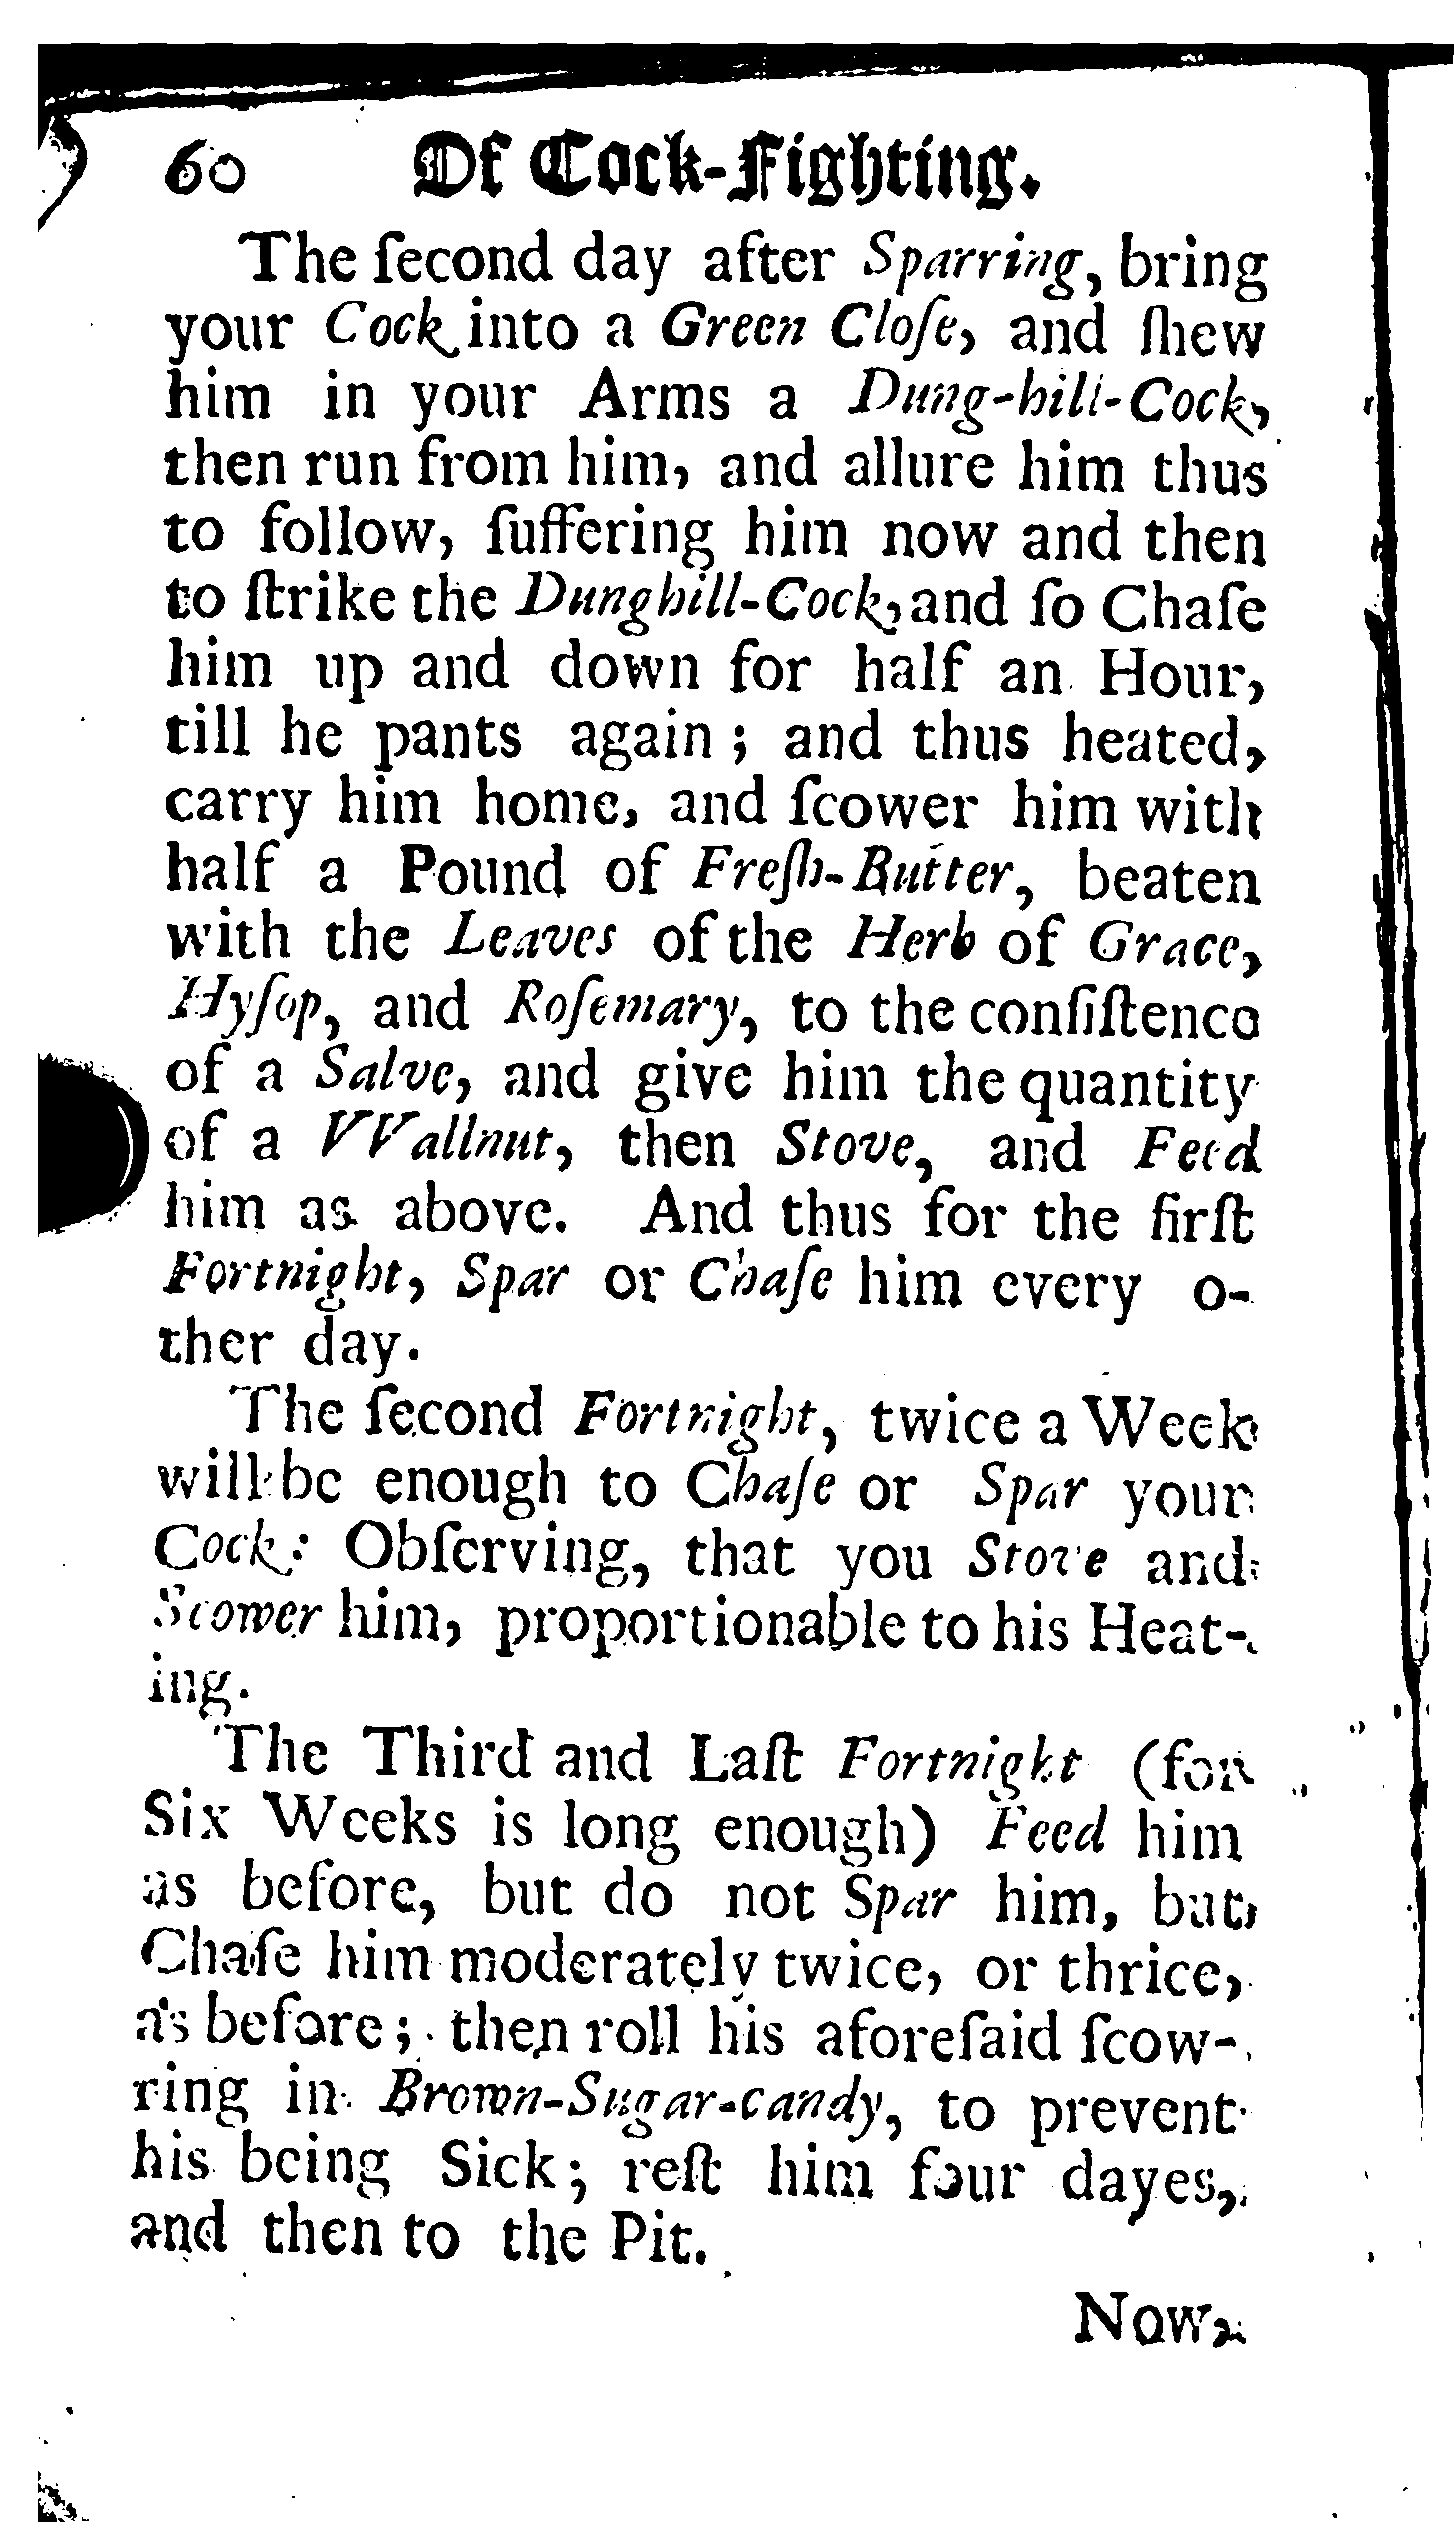 60 Of Cock-Fighting.
The ſecond day after Sparring, bring
your Cock into a Green Cloſe, and ſhew
him in your Arms a Dung-hill-Cock,
then run from him, and allure him thus
to follow, ſuffering him now and then
to ſtrike the Dunghill-Cock, and ſo Chaſe
him up and down for half an Hour,
till he pants again; and thus heated,
carry him home, and ſcower him with
half a Pound of Freſh-Butter, beaten
with the Leaves of the Herb of Grace,
Hyſop, and Roſemary, to the conſiſtence
of a Salve, and give him the quantity
of a VVallnut, then Stove, and Feed
him as above. And thus for the firſt
Fortnight, Spar or Chaſe him every o-
ther day.
The ſecond Fortnight, twice a Week
will be enough to Chaſe or Spar your
Cock: Obſerving, that you Stove and
Scower him, proportionable to his Heat-
ing.
The Third and Laſt Fortnight (for
Six Weeks is long enough) Feed him
as before, but do not Spar him, but
Chaſe him moderately twice, or thrice,
as before; then roll his aforeſaid ſcow-
ring in Brown-Sugar-candy, to prevent
his being Sick; reſt him four dayes,
and then to the Pit.
Now,